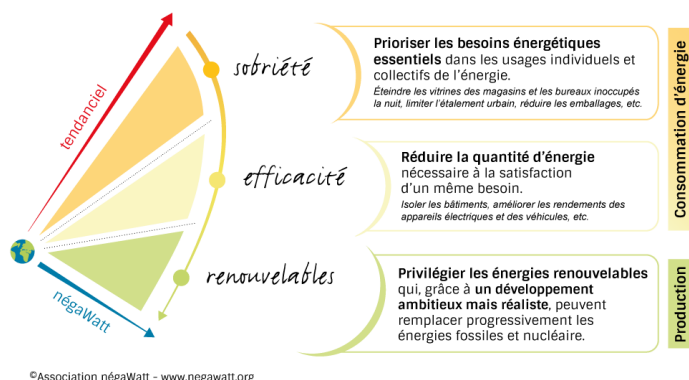 tendanciel
négaWatt
sobriété
Prioriser les besoins énergétiques
essentiels dans les usages individuels et
collectifs de l'énergie.
Éteindre les vitrines des magasins et les bureaux inoccupés
la nuit, limiter l'étalement urbain, réduire les emballages, etc.
efficacité
Réduire la quantité d'énergie
nécessaire à la satisfaction
d'un même besoin.
Isoler les bâtiments, améliorer les rendements des
appareils électriques et des véhicules, etc.
Consommation d'énergie
renouvelables
Privilégier les énergies renouvelables
qui, grâce à un développement
ambitieux mais réaliste, peuvent
remplacer progressivement les
énergies fossiles et nucléaire.
Production
©Association négaWatt - www.negawatt.org